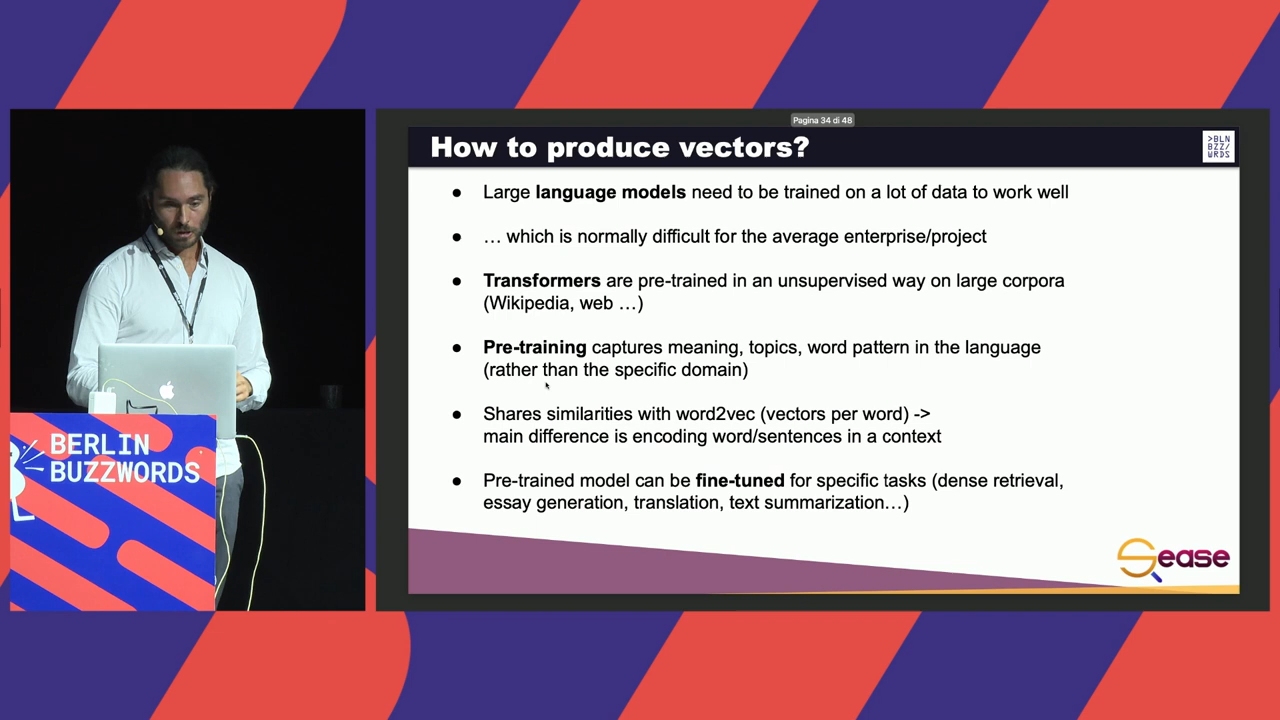 Pagina 34 di 48
How to produce vectors?
>BLN
BZZ/
WRDS
● Large language models need to be trained on a lot of data to work well
● … which is normally difficult for the average enterprise/project
● Transformers are pre-trained in an unsupervised way on large corpora
(Wikipedia, web …)
● Pre-training captures meaning, topics, word pattern in the language
(rather than the specific domain)
● Shares similarities with word2vec (vectors per word) ->
main difference is encoding word/sentences in a context
● Pre-trained model can be fine-tuned for specific tasks (dense retrieval,
essay generation, translation, text summarization…)
Sease
BERLIN
BUZZWORDS